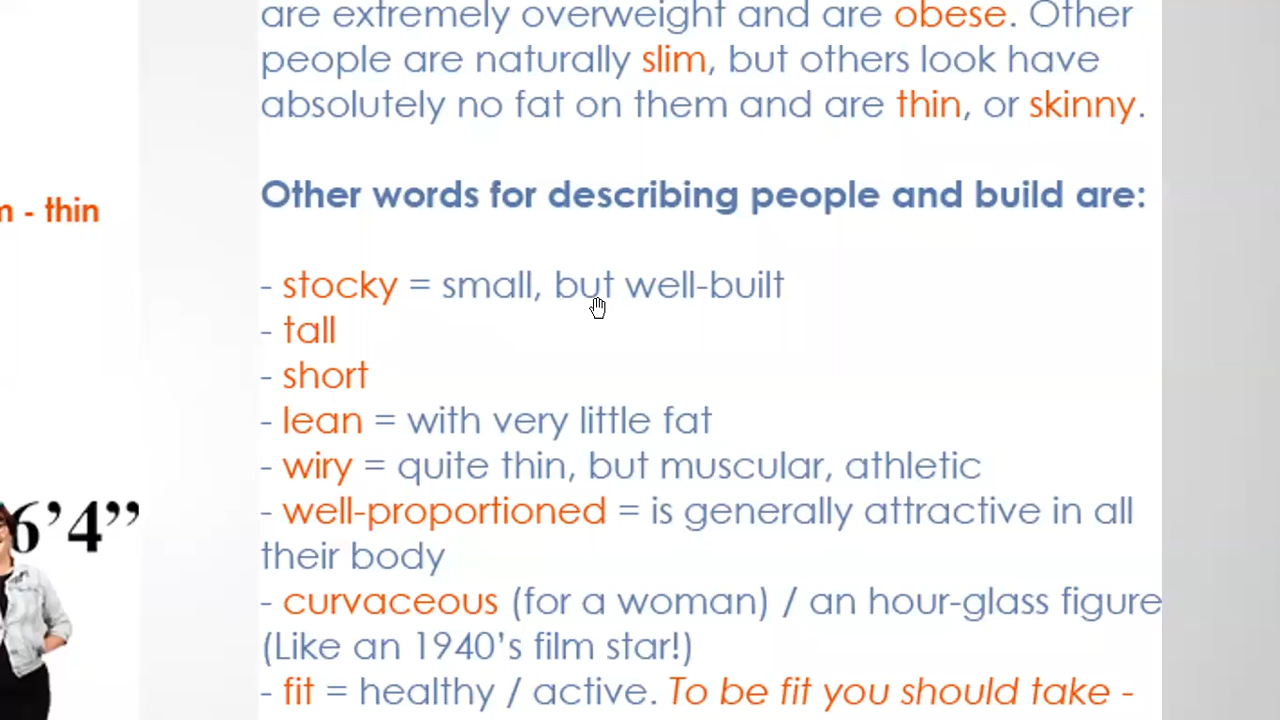 are extremely overweight and are obese. Other
people are naturally slim, but others look have
absolutely no fat on them and are thin, or skinny.
- thin
Other words for describing people and build are:
- stocky = small, but well-built
- tall
- short
- lean = with very little fat
- wiry = quite thin, but muscular, athletic
- well-proportioned = is generally attractive in all
their body
- curvaceous (for a woman) / an hour-glass figure
(Like an 1940’s film star!)
- fit = healthy / active. To be fit you should take -
6’4”